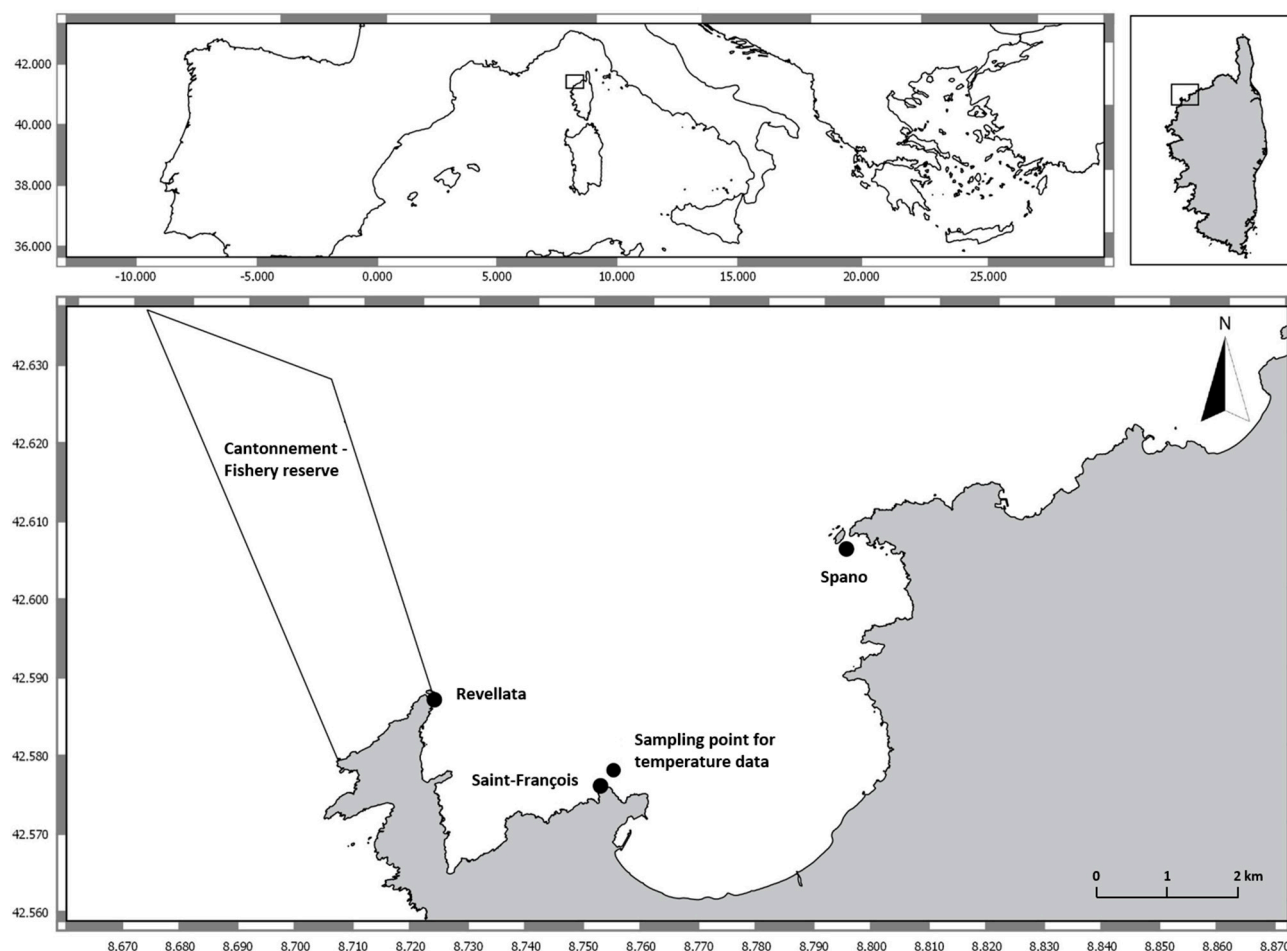 42.000
40.000
38.000
36.000
-10.000 -5.000 0.000 5.000 10.000 15.000 20.000 25.000
42.630
42.620
42.610
42.600
42.590
42.580
42.570
42.560
N
Cantonnement -
Fishery reserve
Spano
Revellata
Sampling point for
temperature data
Saint-François
0 1 2 km
8.670 8.680 8.690 8.700 8.710 8.720 8.730 8.740 8.750 8.760 8.770 8.780 8.790 8.800 8.810 8.820 8.830 8.840 8.850 8.860 8.870